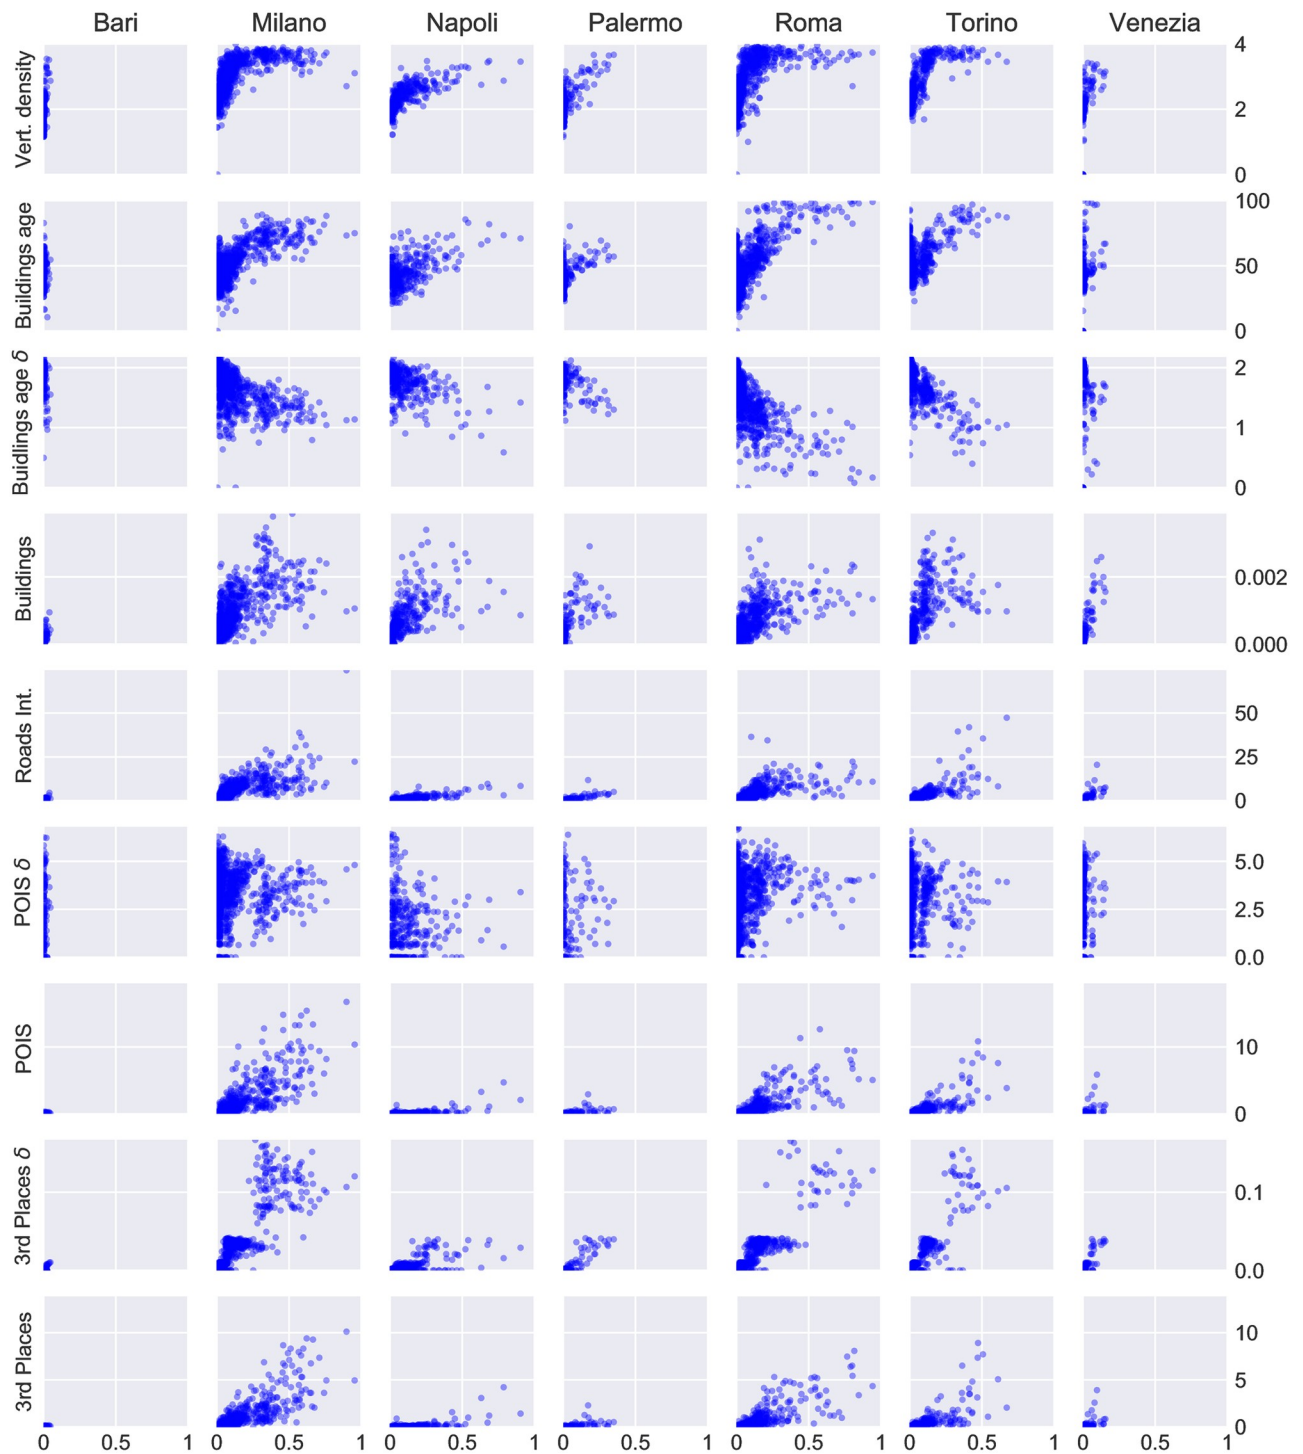 Bari Milano Napoli Palermo Roma Torino Venezia
Vert. density
4
2
0
Buildings age
100
50
0
Buidlings age δ
2
1
0
Buildings
0.002
0.000
Roads Int.
50
25
0
POIS δ
5.0
2.5
0.0
POIS
10
0
3rd Places δ
0.1
0.0
3rd Places
10
5
0
0 0.5 1 0 0.5 1 0 0.5 1 0 0.5 1 0 0.5 1 0 0.5 1 0 0.5 1